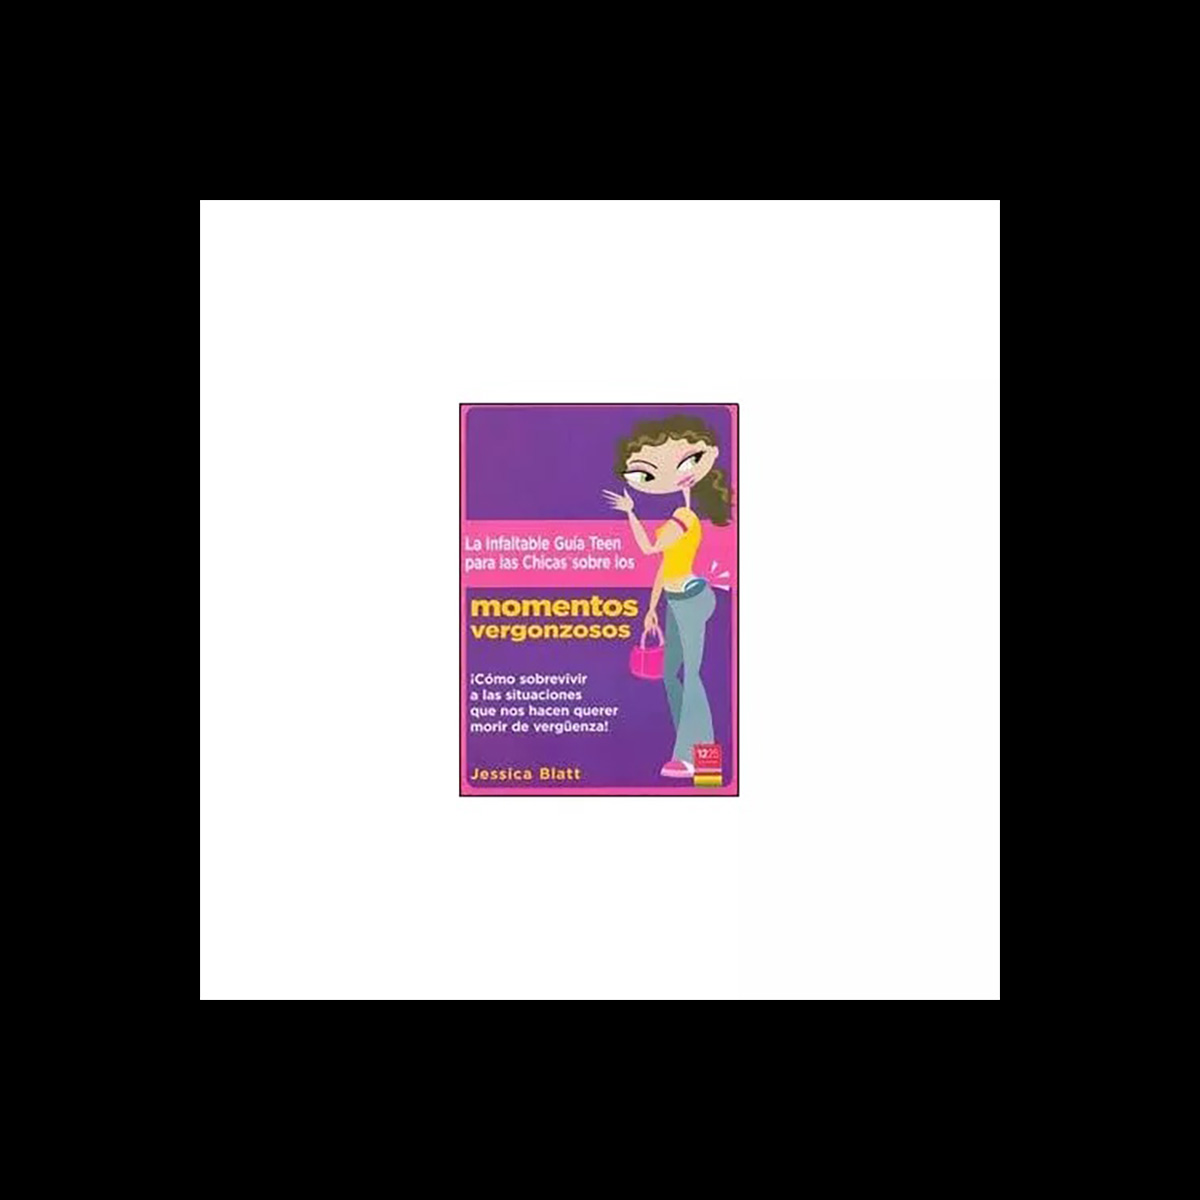 La Infaltable Guía Teen
para las Chicas sobre los
momentos
vergonzosos
¡Cómo sobrevivir
a las situaciones
que nos hacen querer
morir de vergüenza!
Jessica Blatt
1225